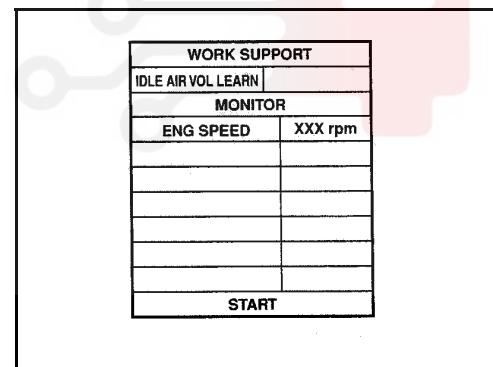 WORK SUPPORT
IDLE AIR VOL LEARN
MONITOR
ENG SPEED XXX rpm
START